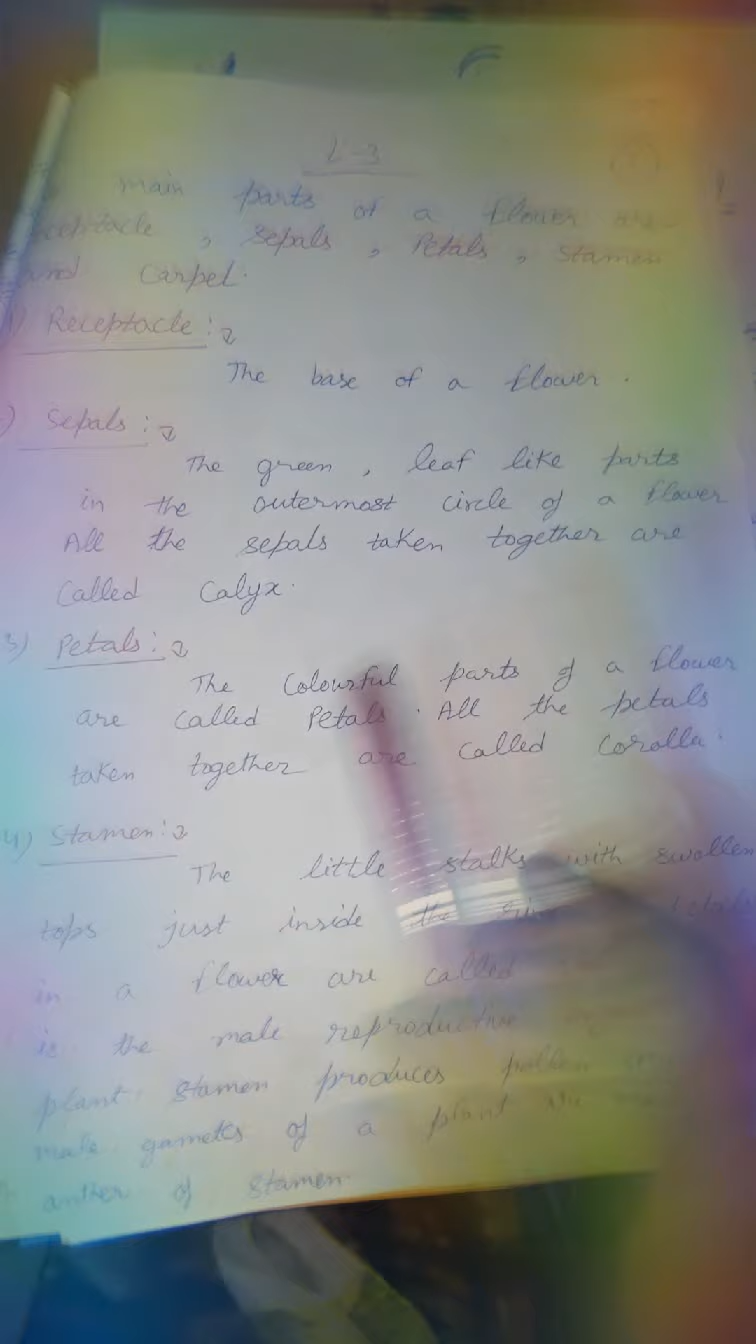 L-3
main parts of a flower are
Receptacle, Sepals, Petals, Stamen
and carpel.
1) Receptacle:
The base of a flower.
2) Sepals:
The green, leaf like parts
in the outermost circle of a flower
All the sepals taken together are
called Calyx.
3) Petals:
The Colourful parts of a flower
are called Petals. All the petals
taken together are called Corolla.
4) Stamen:
The little stalks with swollen
tops just inside the
in a flower are called
is the male reproductive
plant. Stamen produces pollen
male gametes of a plant
anther of stamen